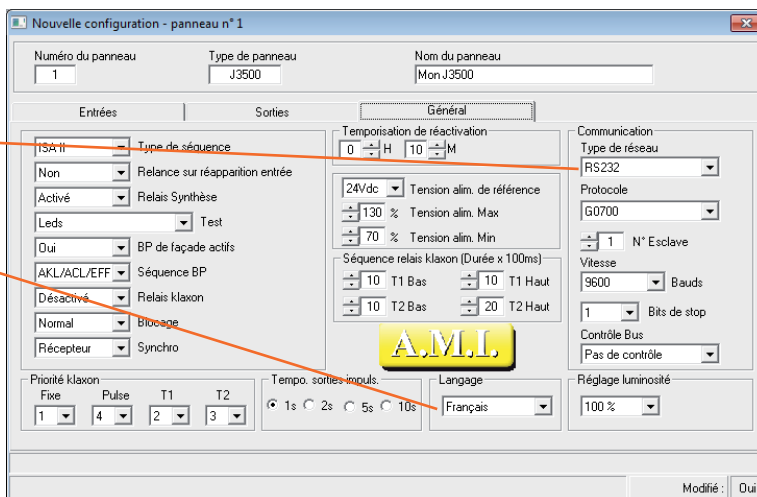 Nouvelle configuration - panneau n° 1
Numéro du panneau
1
Type de panneau
J3500
Nom du panneau
Mon J3500
Entrées
Sorties
Général
ISA II
Type de séquence
Non
Relance sur réapparition entrée
Activé
Relais Synthèse
Leds
Test
Oui
BP de façade actifs
AKL/ACL/EFF
Séquence BP
Désactivé
Relais klaxon
Normal
Blocage
Récepteur
Synchro
Temporisation de réactivation
0 H 10 M
24Vdc Tension alim. de référence
130 % Tension alim. Max
70 % Tension alim. Min
Séquence relais klaxon (Durée x 100ms)
10 T1 Bas 10 T1 Haut
10 T2 Bas 20 T2 Haut
A.M.I.
Communication
Type de réseau
RS232
Protocole
G0700
1 N° Esclave
Vitesse
9600 Bauds
1 Bits de stop
Contrôle Bus
Pas de contrôle
Priorité klaxon
Fixe Pulse T1 T2
1 4 2 3
Tempo. sorties impuls.
1s 2s 5s 10s
Langage
Français
Réglage luminosité
100 %
Modifié : Oui